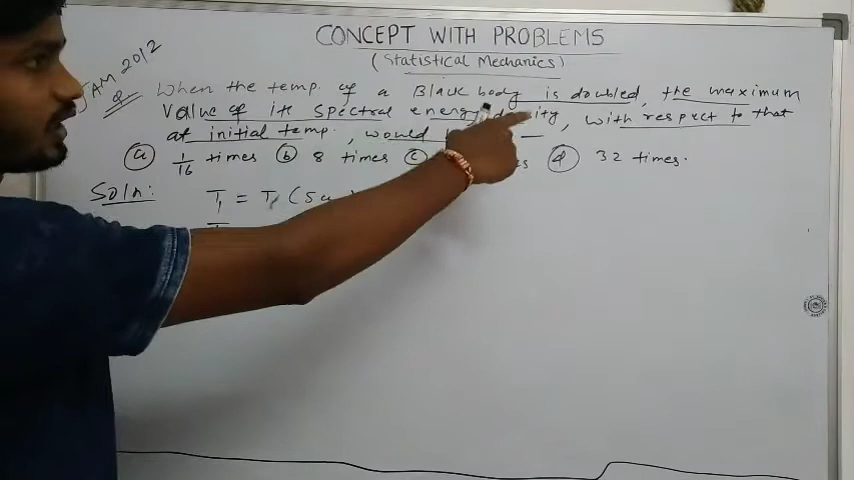 CONCEPT WITH PROBLEMS
(Statistical Mechanics)
JAM 2012
Q. When the temp. of a Black body is doubled, the maximum
value of its spectral energy with respect to that
at initial temp., would
(a) 1/16 times (b) 8 times (c) (d) 32 times.
Soln: T₁ = T